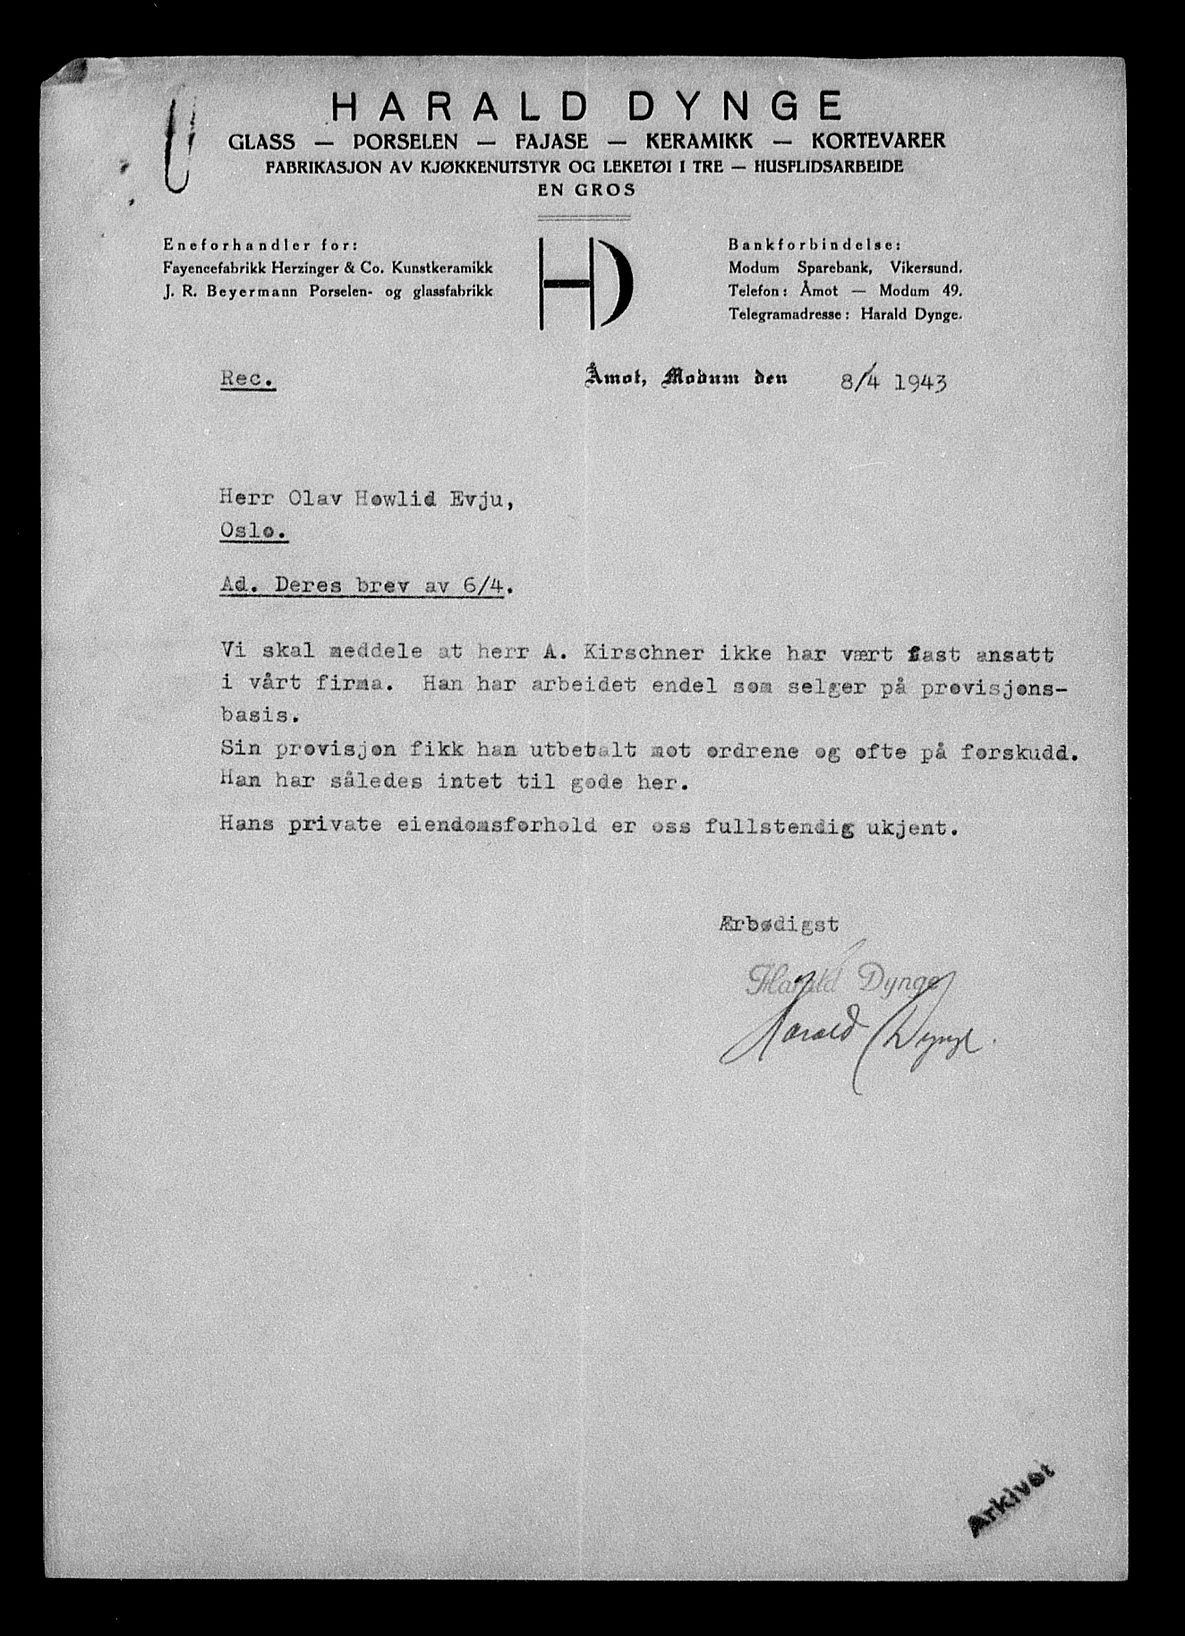 HARALD DYNGE
GLASS — PORSELEN — FAJASE — KERAMIKK — KORTEVARER
FABRIKASJON AV KJØKKENUTSTYR OG LEKETØI I TRE — HUSFLIDSARBEIDE
EN GROS
Eneforhandler for:
Fayencefabrikk Herzinger & Co. Kunstkeramikk
J. R. Beyermann Porselen- og glassfabrikk
HD
Bankforbindelse:
Modum Sparebank, Vikersund.
Telefon: Åmot — Modum 49.
Telegramadresse: Harald Dynge.
Rec.
Åmot, Modum den 8/4 1943
Herr Olav Høwlid Evju,
Oslo.
Ad. Deres brev av 6/4.
Vi skal meddele at herr A. Kirschner ikke har vært fast ansatt
i vårt firma. Han har arbeidet endel som selger på provisjons-
basis.
Sin provisjon fikk han utbetalt mot ordrene og ofte på forskudd.
Han har således intet til gode her.
Hans private eiendomsforhold er oss fullstendig ukjent.
Ærbødigst
Harald Dynge
Harald Dynge.
Arkivet